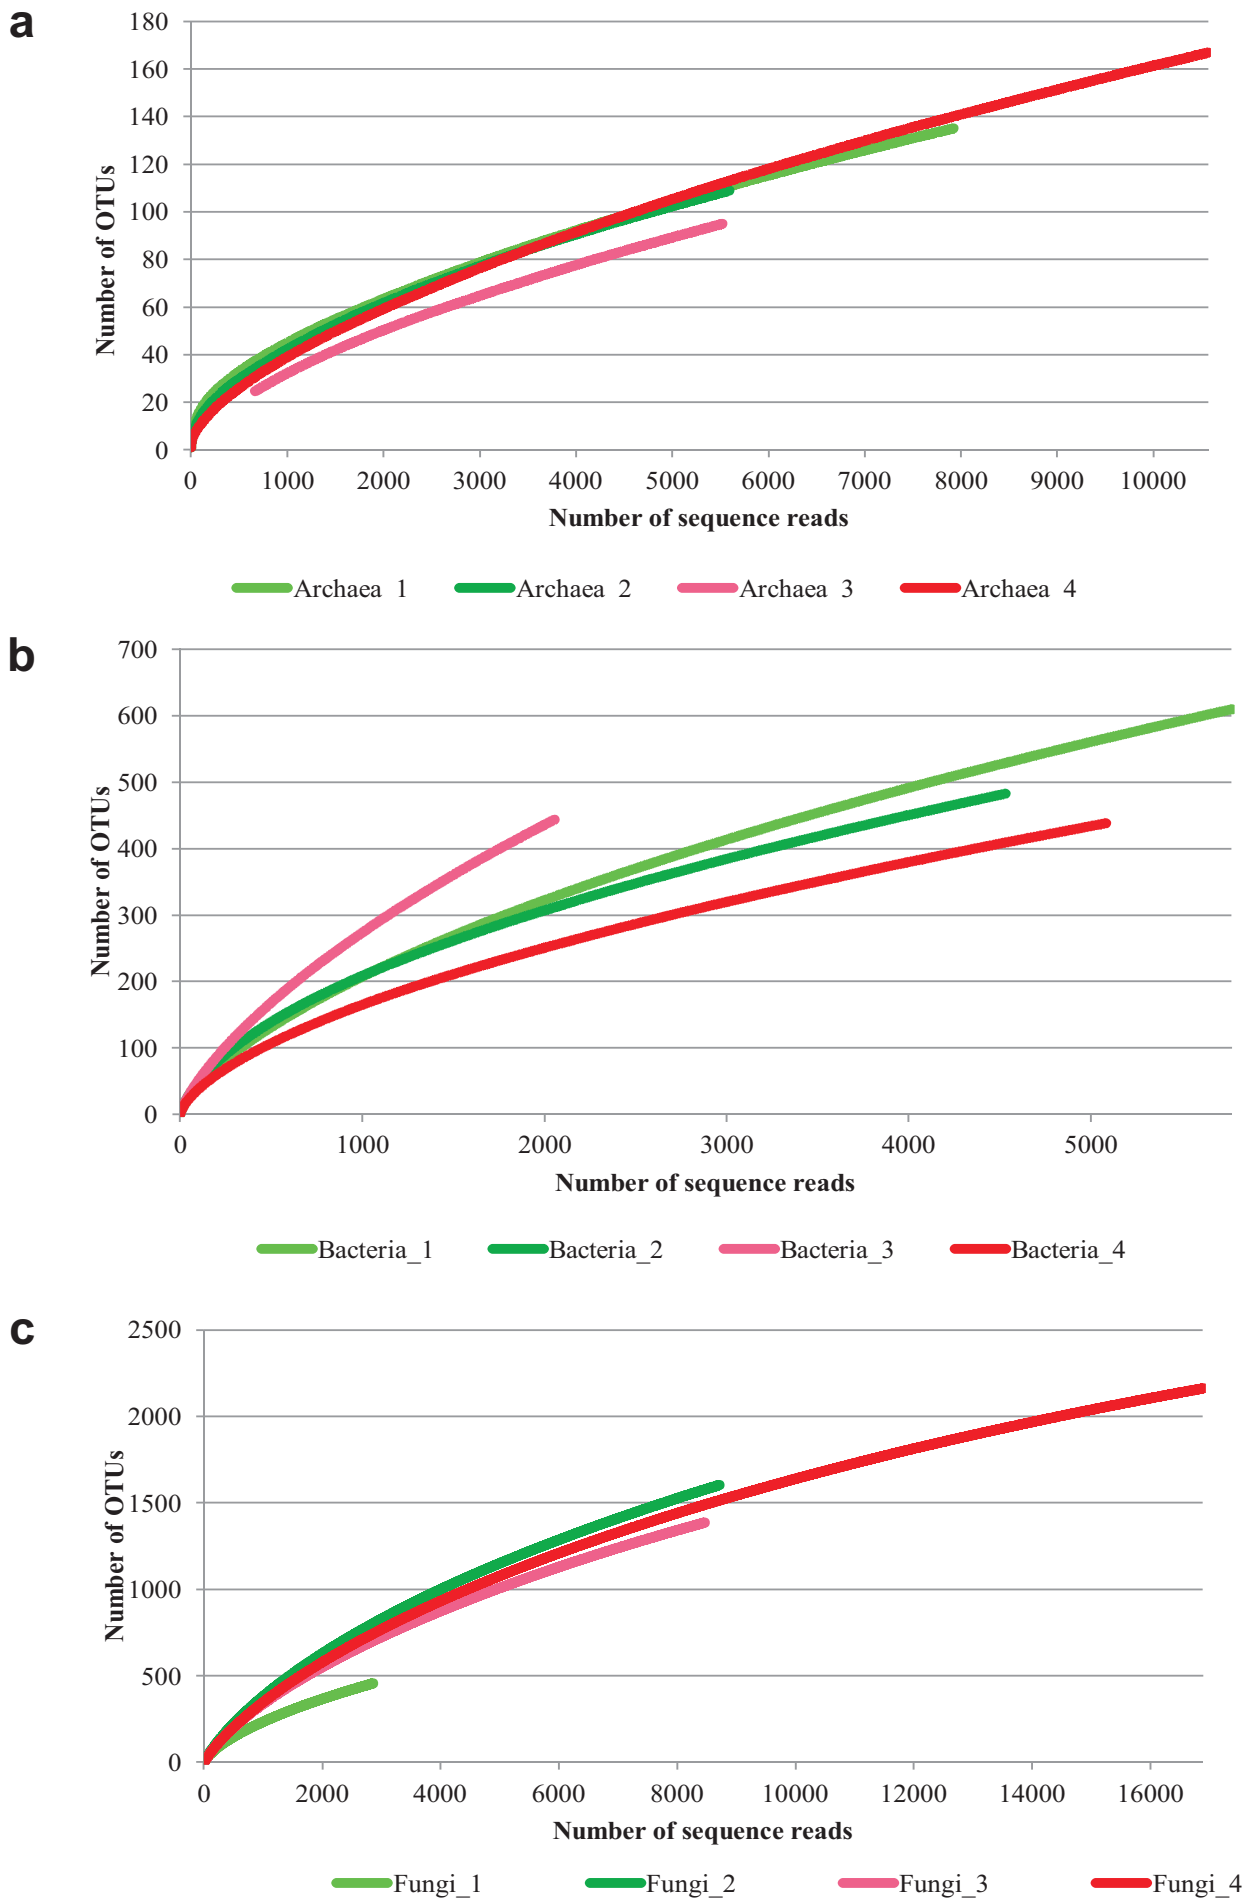 a
180
160
140
120
100
80
60
40
20
0
Number of OTUs
0 1000 2000 3000 4000 5000 6000 7000 8000 9000 10000
Number of sequence reads
Archaea 1 Archaea 2 Archaea 3 Archaea 4
b
700
600
500
400
300
200
100
0
Number of OTUs
0 1000 2000 3000 4000 5000
Number of sequence reads
Bacteria_1 Bacteria_2 Bacteria_3 Bacteria_4
c
2500
2000
1500
1000
500
0
Number of OTUs
0 2000 4000 6000 8000 10000 12000 14000 16000
Number of sequence reads
Fungi_1 Fungi_2 Fungi_3 Fungi_4